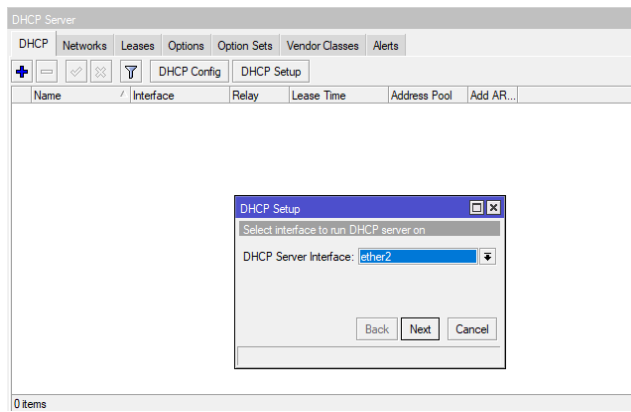 DHCP Server
DHCP Networks Leases Options Option Sets Vendor Classes Alerts
DHCP Config DHCP Setup
Name / Interface Relay Lease Time Address Pool Add AR...
DHCP Setup
Select interface to run DHCP server on
DHCP Server Interface: ether2
Back Next Cancel
0 items